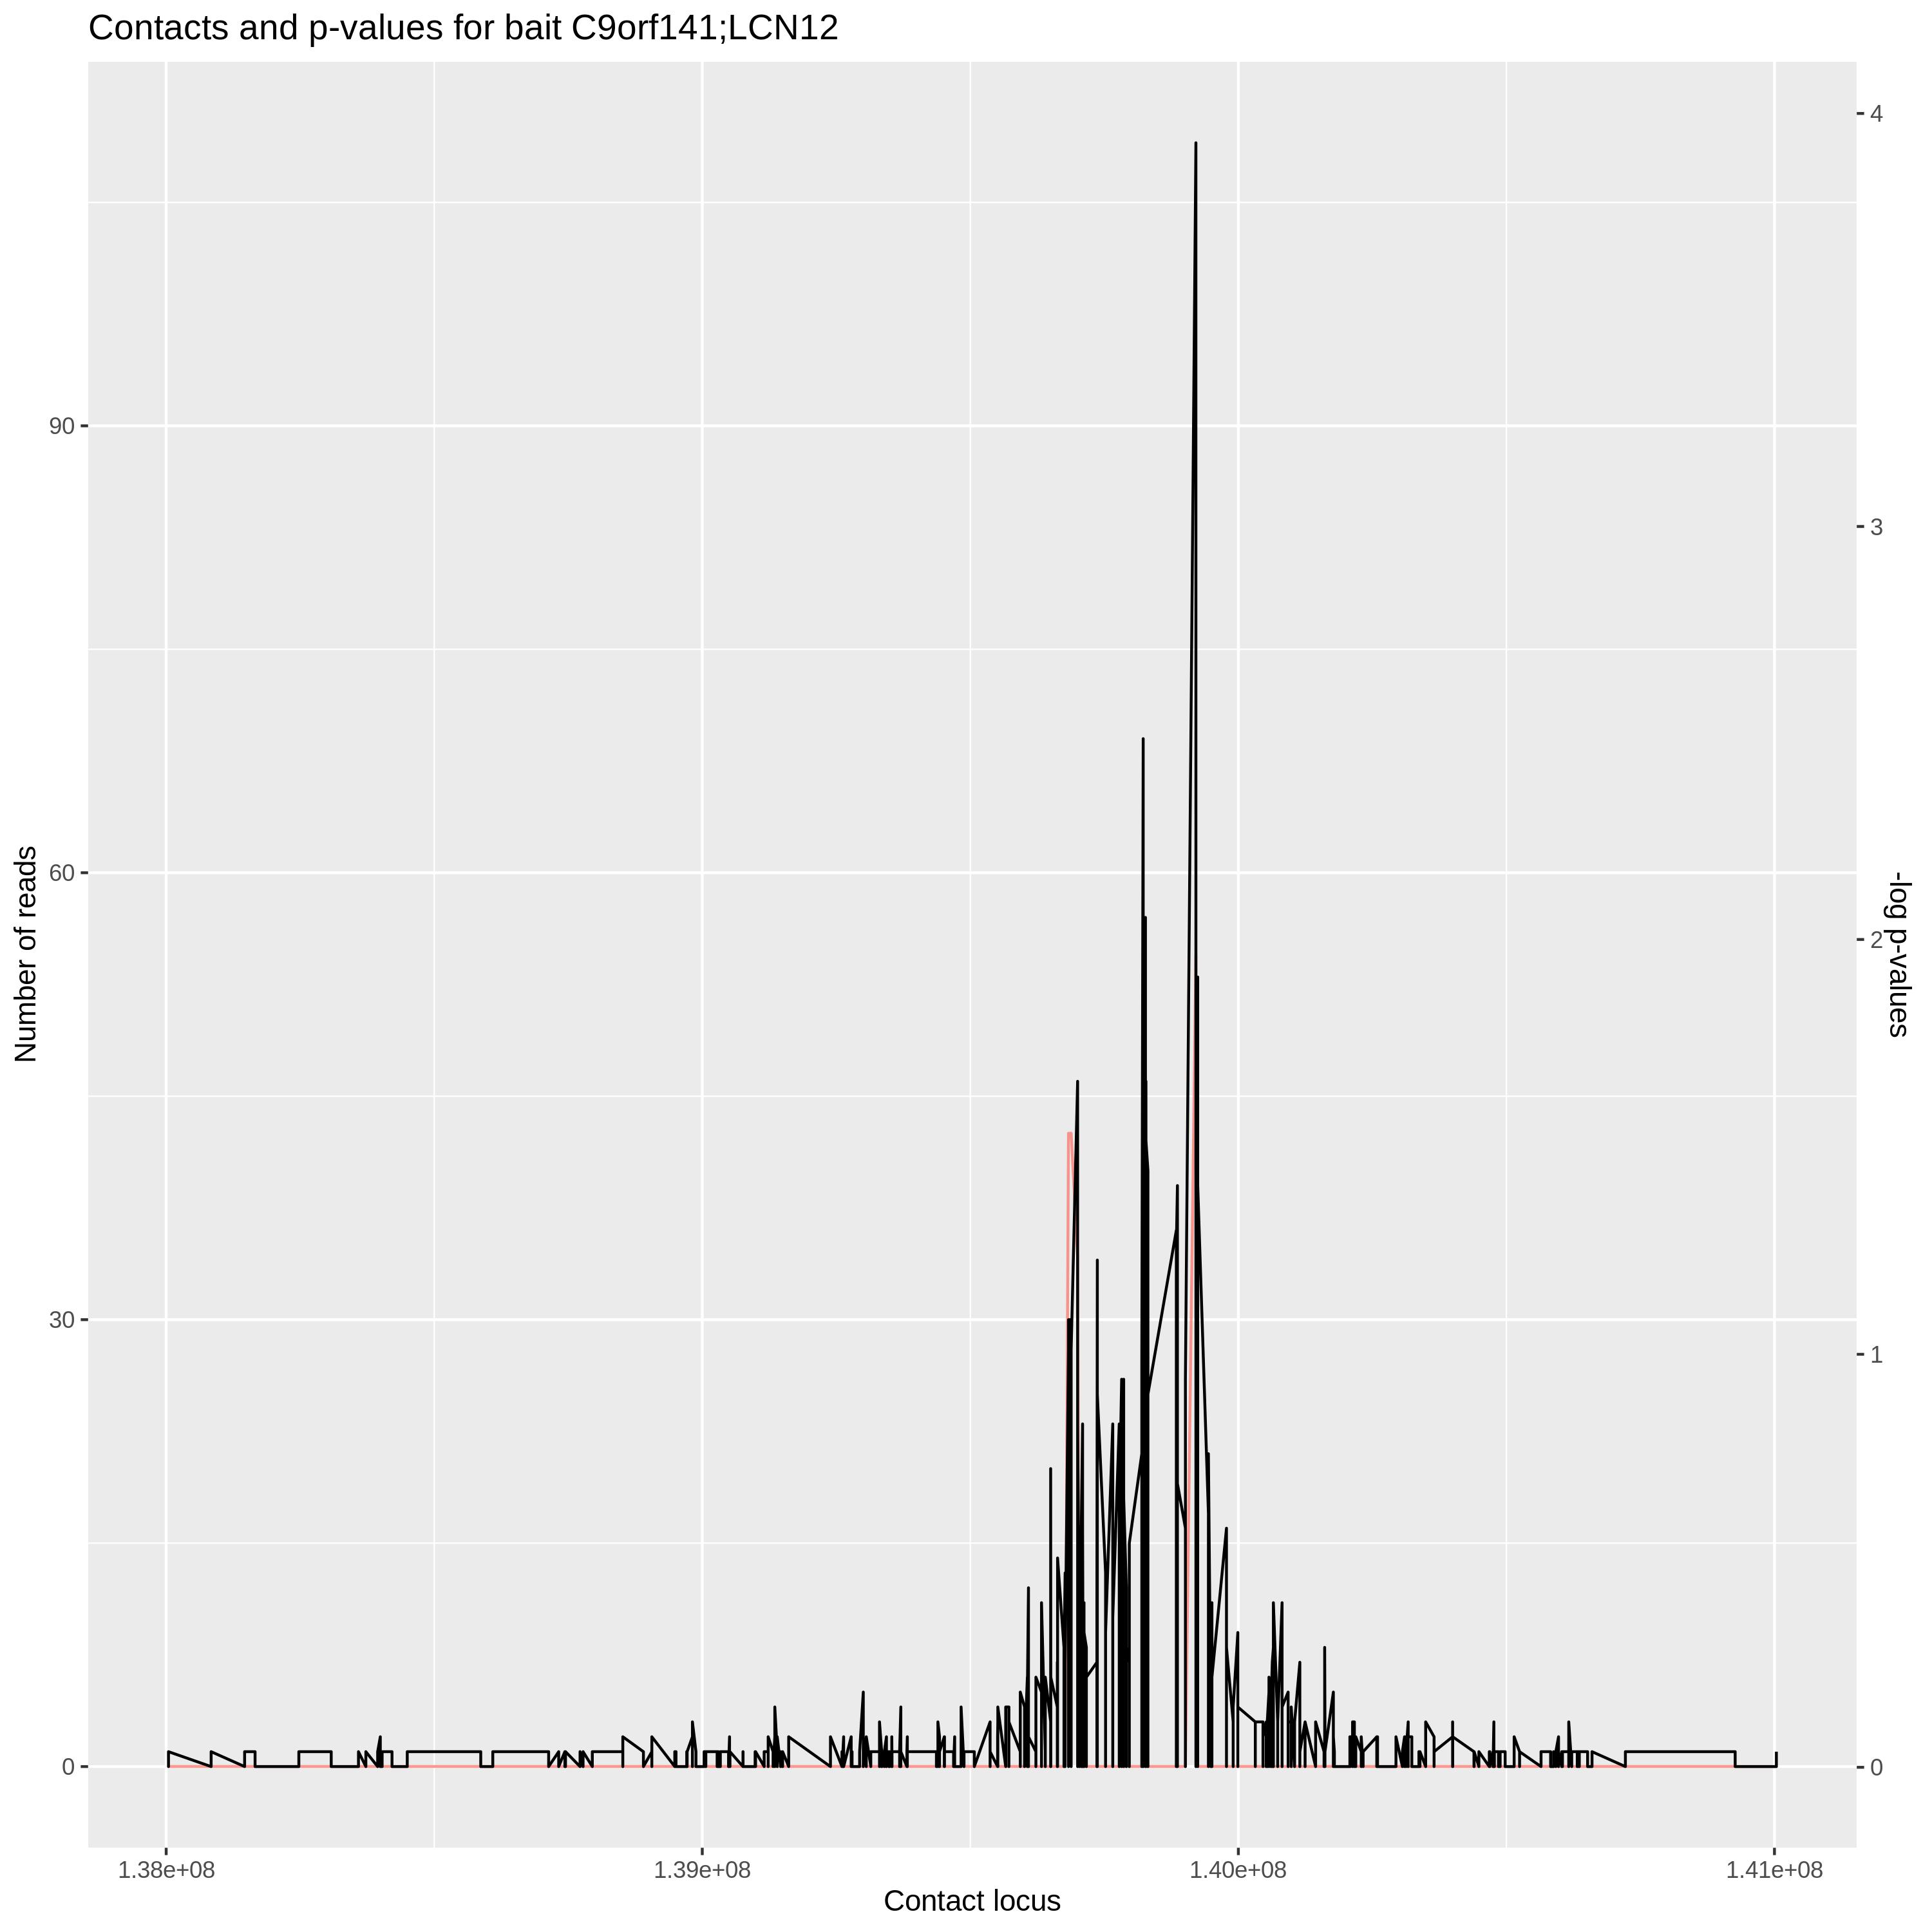 Contacts and p-values for bait C9orf141;LCN12
4
3
2
1
0
90
60
30
0
Number of reads
-log p-values
1.38e+08
1.39e+08
1.40e+08
1.41e+08
Contact locus